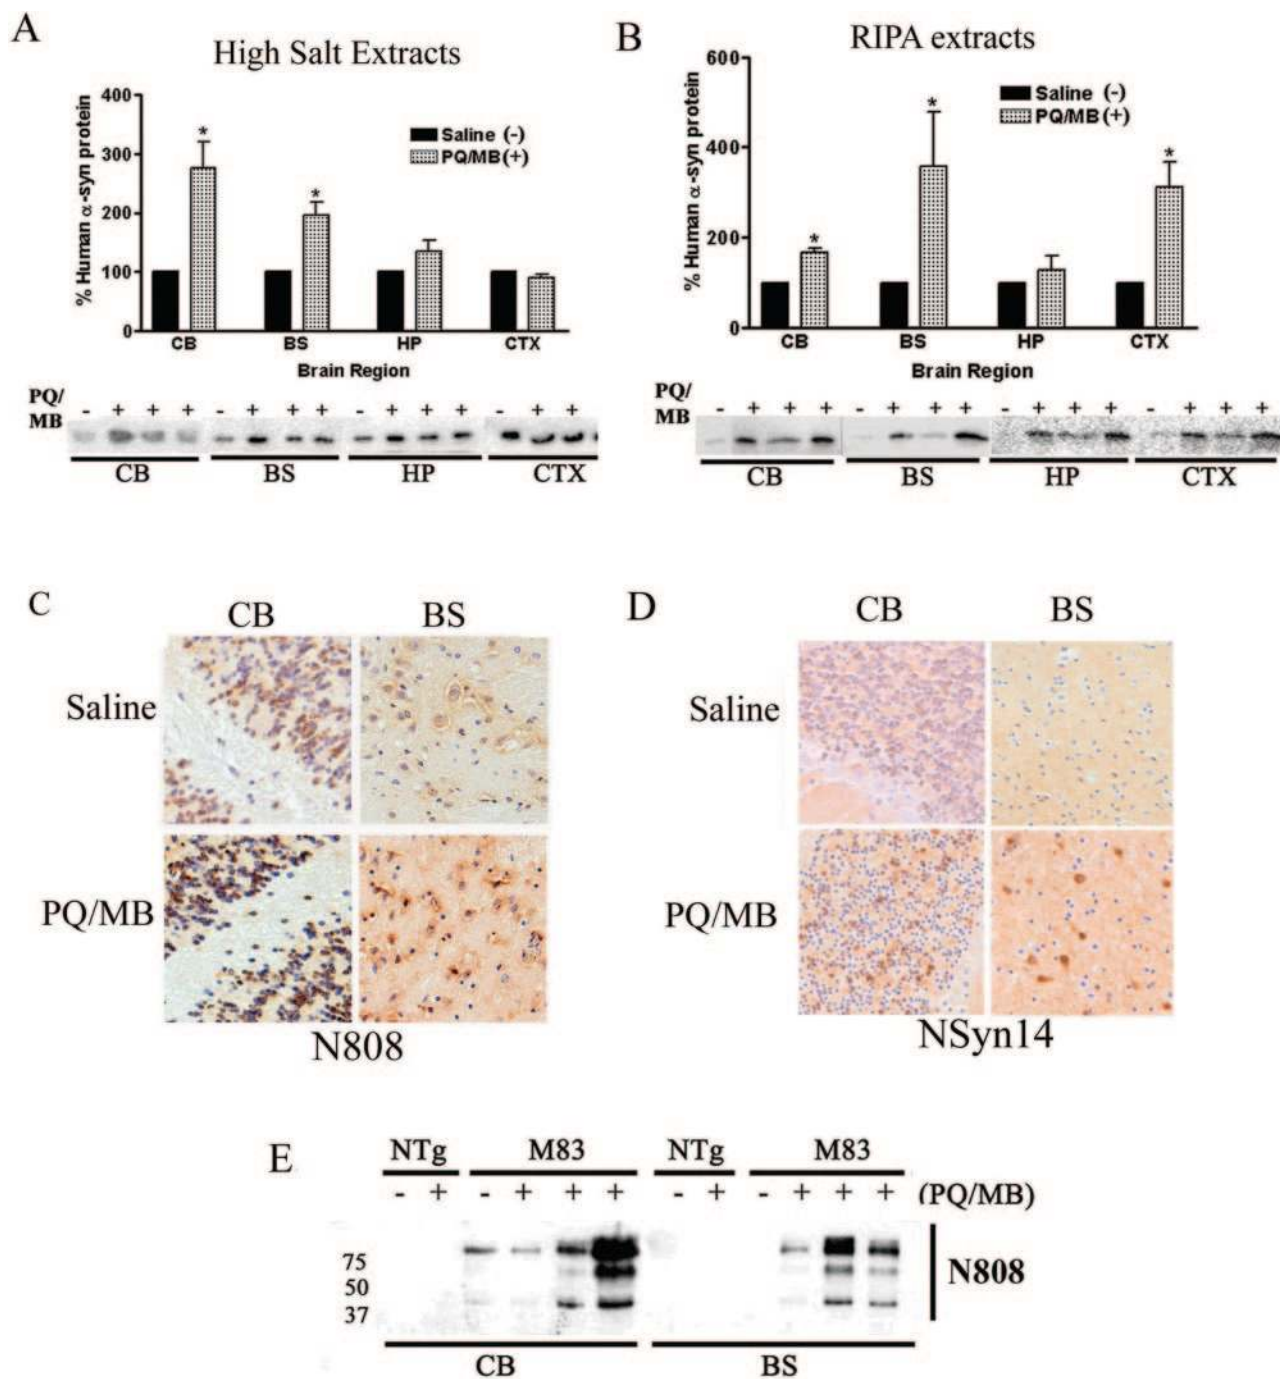 A
High Salt Extracts
% Human α-syn protein
400
300
200
100
0
Saline (-)
PQ/MB (+)
*
*
CB BS HP CTX
Brain Region
PQ/
MB
- + + + - + + + - + + + - + +
CB BS HP CTX
B
RIPA extracts
% Human α-syn protein
600
400
200
0
Saline (-)
PQ/MB (+)
*
*
*
CB BS HP CTX
Brain Region
PQ/
MB
- + + + - + + + - + + + - + + +
CB BS HP CTX
C
CB BS
Saline
PQ/MB
N808
D
CB BS
Saline
PQ/MB
NSyn14
E
NTg M83 NTg M83
- + - + + + - + - + + + (PQ/MB)
75
50
37
N808
CB BS